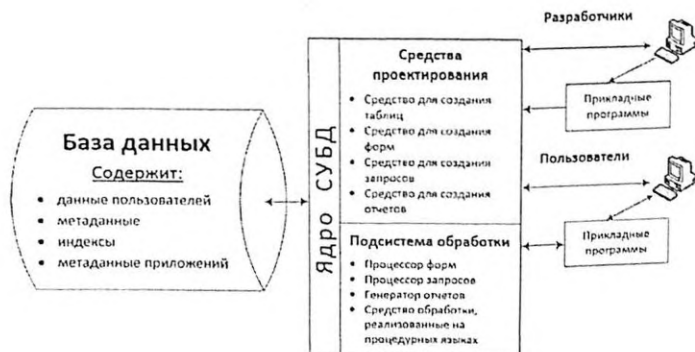 База данных
Содержит:
• данные пользователей
• метаданные
• индексы
• метаданные приложений
Ядро СУБД
Средства
проектирования
• Средство для создания
таблиц
• Средство для создания
форм
• Средство для создания
запросов
• Средство для создания
отчетов
Подсистема обработки
• Процессор форм
• Процессор запросов
• Генератор отчетов
• Средство обработки,
реализованные на
процедурных языках
Разработчики
Прикладные
программы
Пользователи
Прикладные
программы